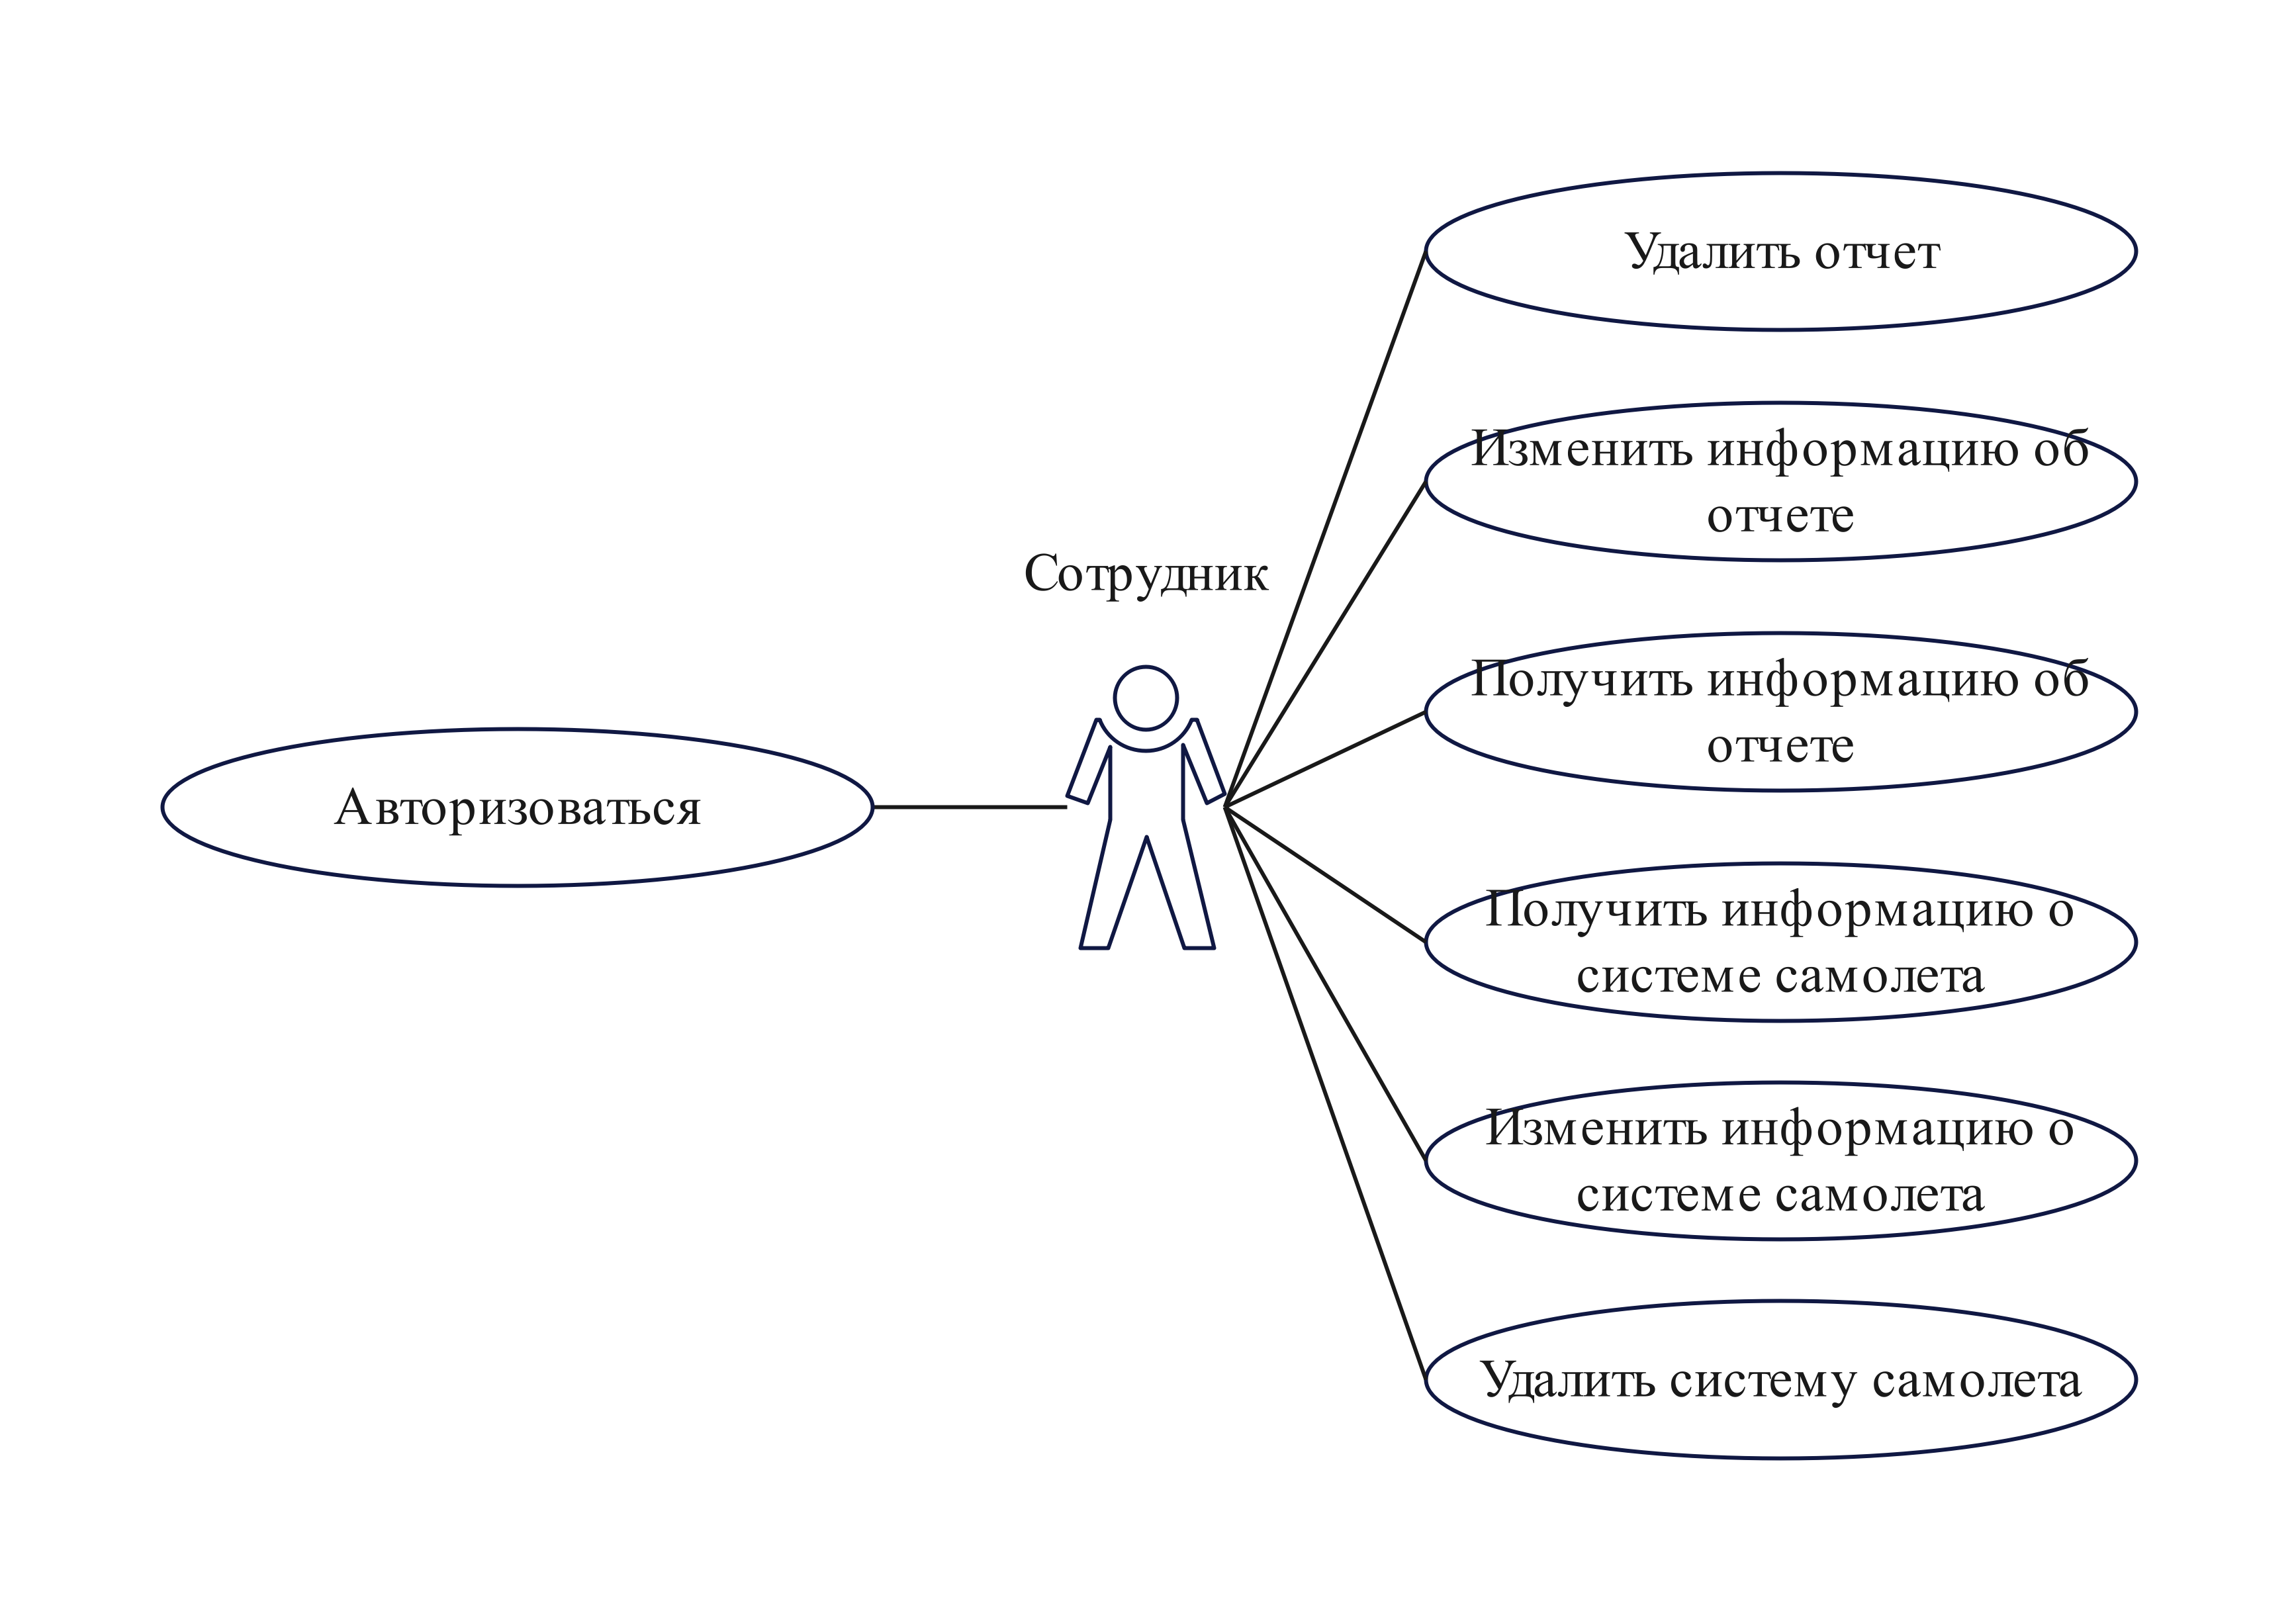 Удалить отчет
Изменить информацию об
отчете
Сотрудник
Получить информацию об
отчете
Авторизоваться
Получить информацию о
системе самолета
Изменить информацию о
системе самолета
Удалить систему самолета